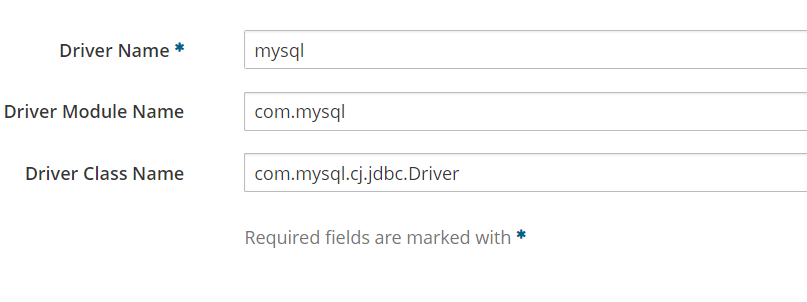 Driver Name *
mysql
Driver Module Name
com.mysql
Driver Class Name
com.mysql.cj.jdbc.Driver
Required fields are marked with *